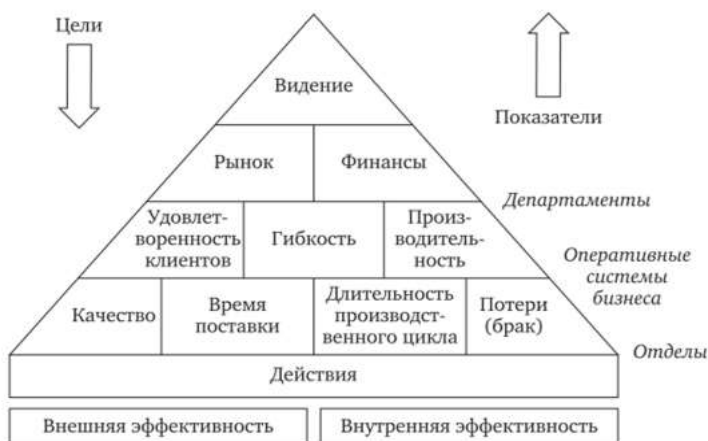 Цели
Видение
Показатели
Рынок
Финансы
Департаменты
Удовлет-
воренность
клиентов
Гибкость
Произ-
водитель-
ность
Оперативные
системы
бизнеса
Качество
Время
поставки
Длительность
производст-
венного цикла
Потери
(брак)
Отделы
Действия
Внешняя эффективность
Внутренняя эффективность